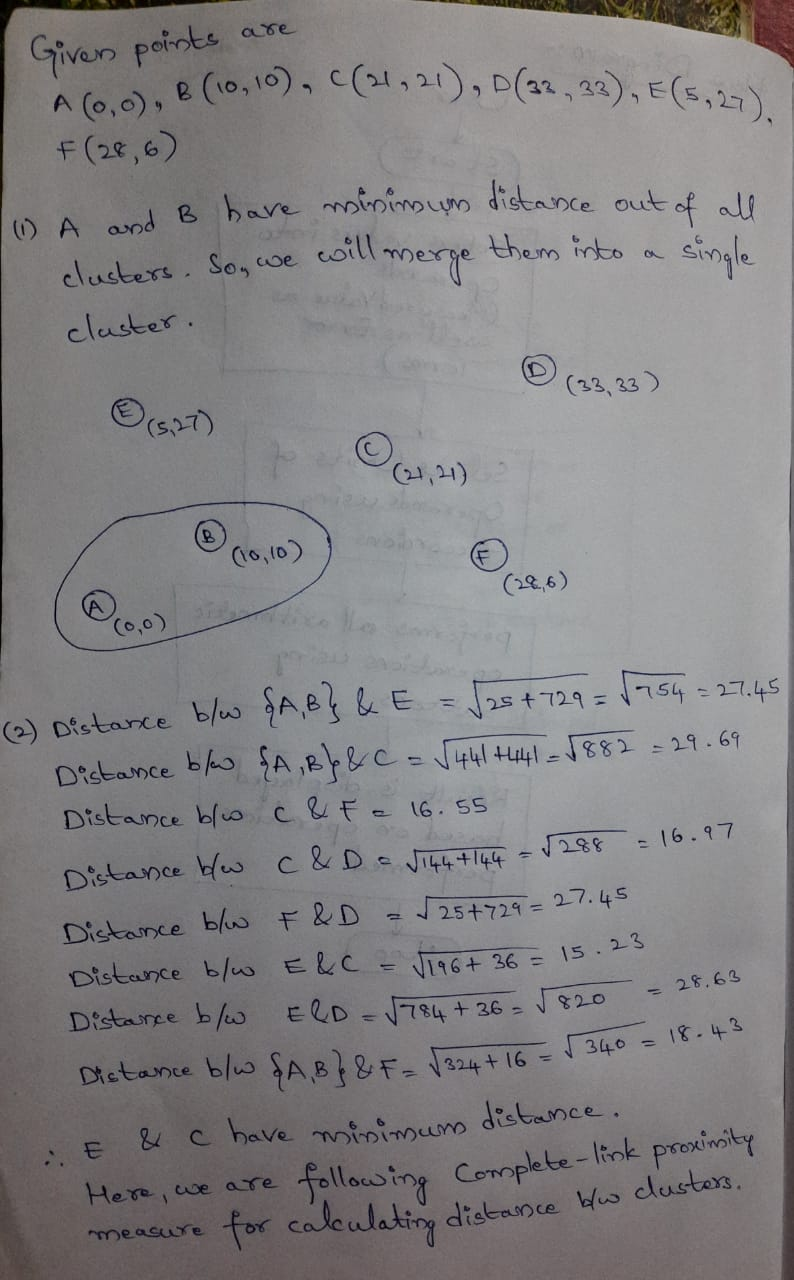 Given points are
A (0,0), B (10,10), C (21,21), D(33,33), E(5,27),
F(28,6)
(1) A and B have minimum distance out of all
clusters. So, we will merge them into a single
cluster.
D (33,33)
E (5,27)
C (21,21)
B (10,10)
F (28,6)
A (0,0)
(2) Distance b/w {A,B} & E = √25+729 = √754 = 27.45
Distance b/w {A,B} & C = √441+441 = √882 = 29.69
Distance b/w C & F = 16.55
Distance b/w C & D = √144+144 = √288 = 16.97
Distance b/w F & D = √25+729 = 27.45
Distance b/w E & C = √196+36 = 15.23
Distance b/w E & D = √784+36 = √820 = 28.63
Distance b/w {A,B} & F = √324+16 = √340 = 18.43
∴ E & C have minimum distance.
Here, we are following Complete-link proximity
measure for calculating distance b/w clusters.